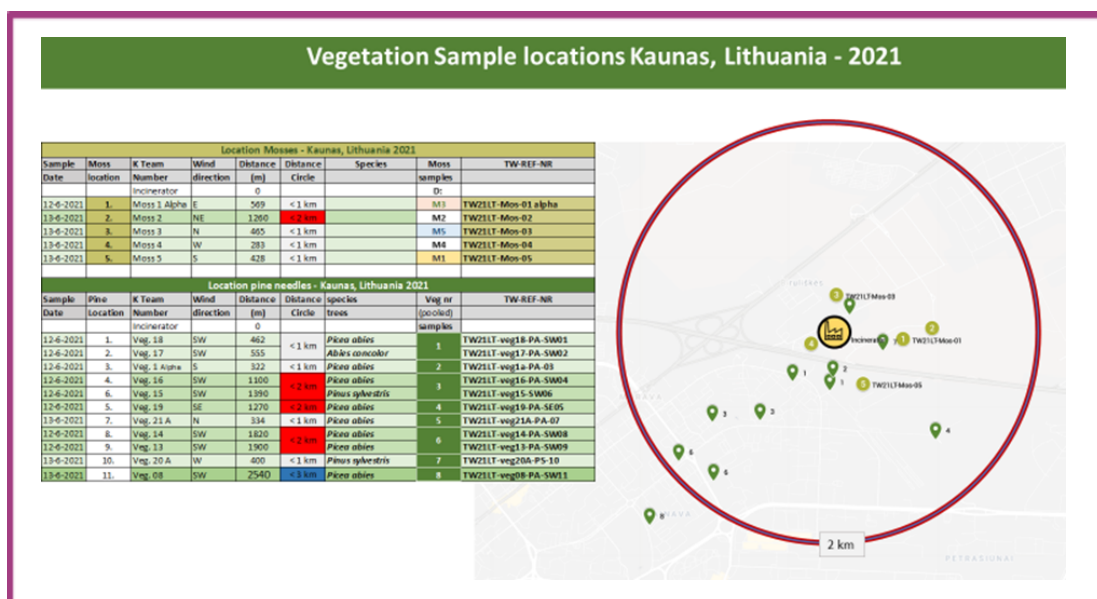 Vegetation Sample locations Kaunas, Lithuania - 2021
Location Mosses - Kaunas, Lithuania 2021
Sample Moss K Team Wind Distance Distance Species Moss TW-REF-NR
Date location Number direction (m) Circle samples
Incinerator 0 D:
12-6-2021 1. Moss 1 Alpha E 569 < 1 km M3 TW21LT-Mos-01 alpha
13-6-2021 2. Moss 2 NE 1260 < 2 km M2 TW21LT-Mos-02
13-6-2021 3. Moss 3 N 465 < 1 km M5 TW21LT-Mos-03
13-6-2021 4. Moss 4 W 283 < 1 km M4 TW21LT-Mos-04
13-6-2021 5. Moss 5 S 428 < 1 km M1 TW21LT-Mos-05
Location pine needles - Kaunas, Lithuania 2021
Sample Pine K Team Wind Distance Distance species Veg nr TW-REF-NR
Date Location Number direction (m) Circle trees (pooled)
Incinerator 0 samples
12-6-2021 1. Veg. 18 SW 462 < 1 km Picea abies 1 TW21LT-veg18-PA-SW01
12-6-2021 2. Veg. 17 SW 555 Abies concolor TW21LT-veg17-PA-SW02
12-6-2021 3. Veg. 1 Alpha S 322 < 1 km Picea abies 2 TW21LT-veg1a-PA-03
12-6-2021 4. Veg. 16 SW 1100 < 2 km Picea abies 3 TW21LT-veg16-PA-SW04
12-6-2021 6. Veg. 15 SW 1390 Pinus sylvestris TW21LT-veg15-SW06
12-6-2021 5. Veg. 19 SE 1270 < 2 km Picea abies 4 TW21LT-veg19-PA-SE05
13-6-2021 7. Veg. 21 A N 334 < 1 km Picea abies 5 TW21LT-veg21A-PA-07
12-6-2021 8. Veg. 14 SW 1820 < 2 km Picea abies 6 TW21LT-veg14-PA-SW08
12-6-2021 9. Veg. 13 SW 1900 Picea abies TW21LT-veg13-PA-SW09
13-6-2021 10. Veg. 20 A W 400 < 1 km Pinus sylvestris 7 TW21LT-veg20A-PS-10
13-6-2021 11. Veg. 08 SW 2540 < 3 km Picea abies 8 TW21LT-veg08-PA-SW11
3 TW21LT-Mos-03
2
4 Incinerator 7 1 TW21LT-Mos-01
1 2
1 5 TW21LT-Mos-05
3 3
4
6
6
8
2 km
PETRAŠIŪNAI